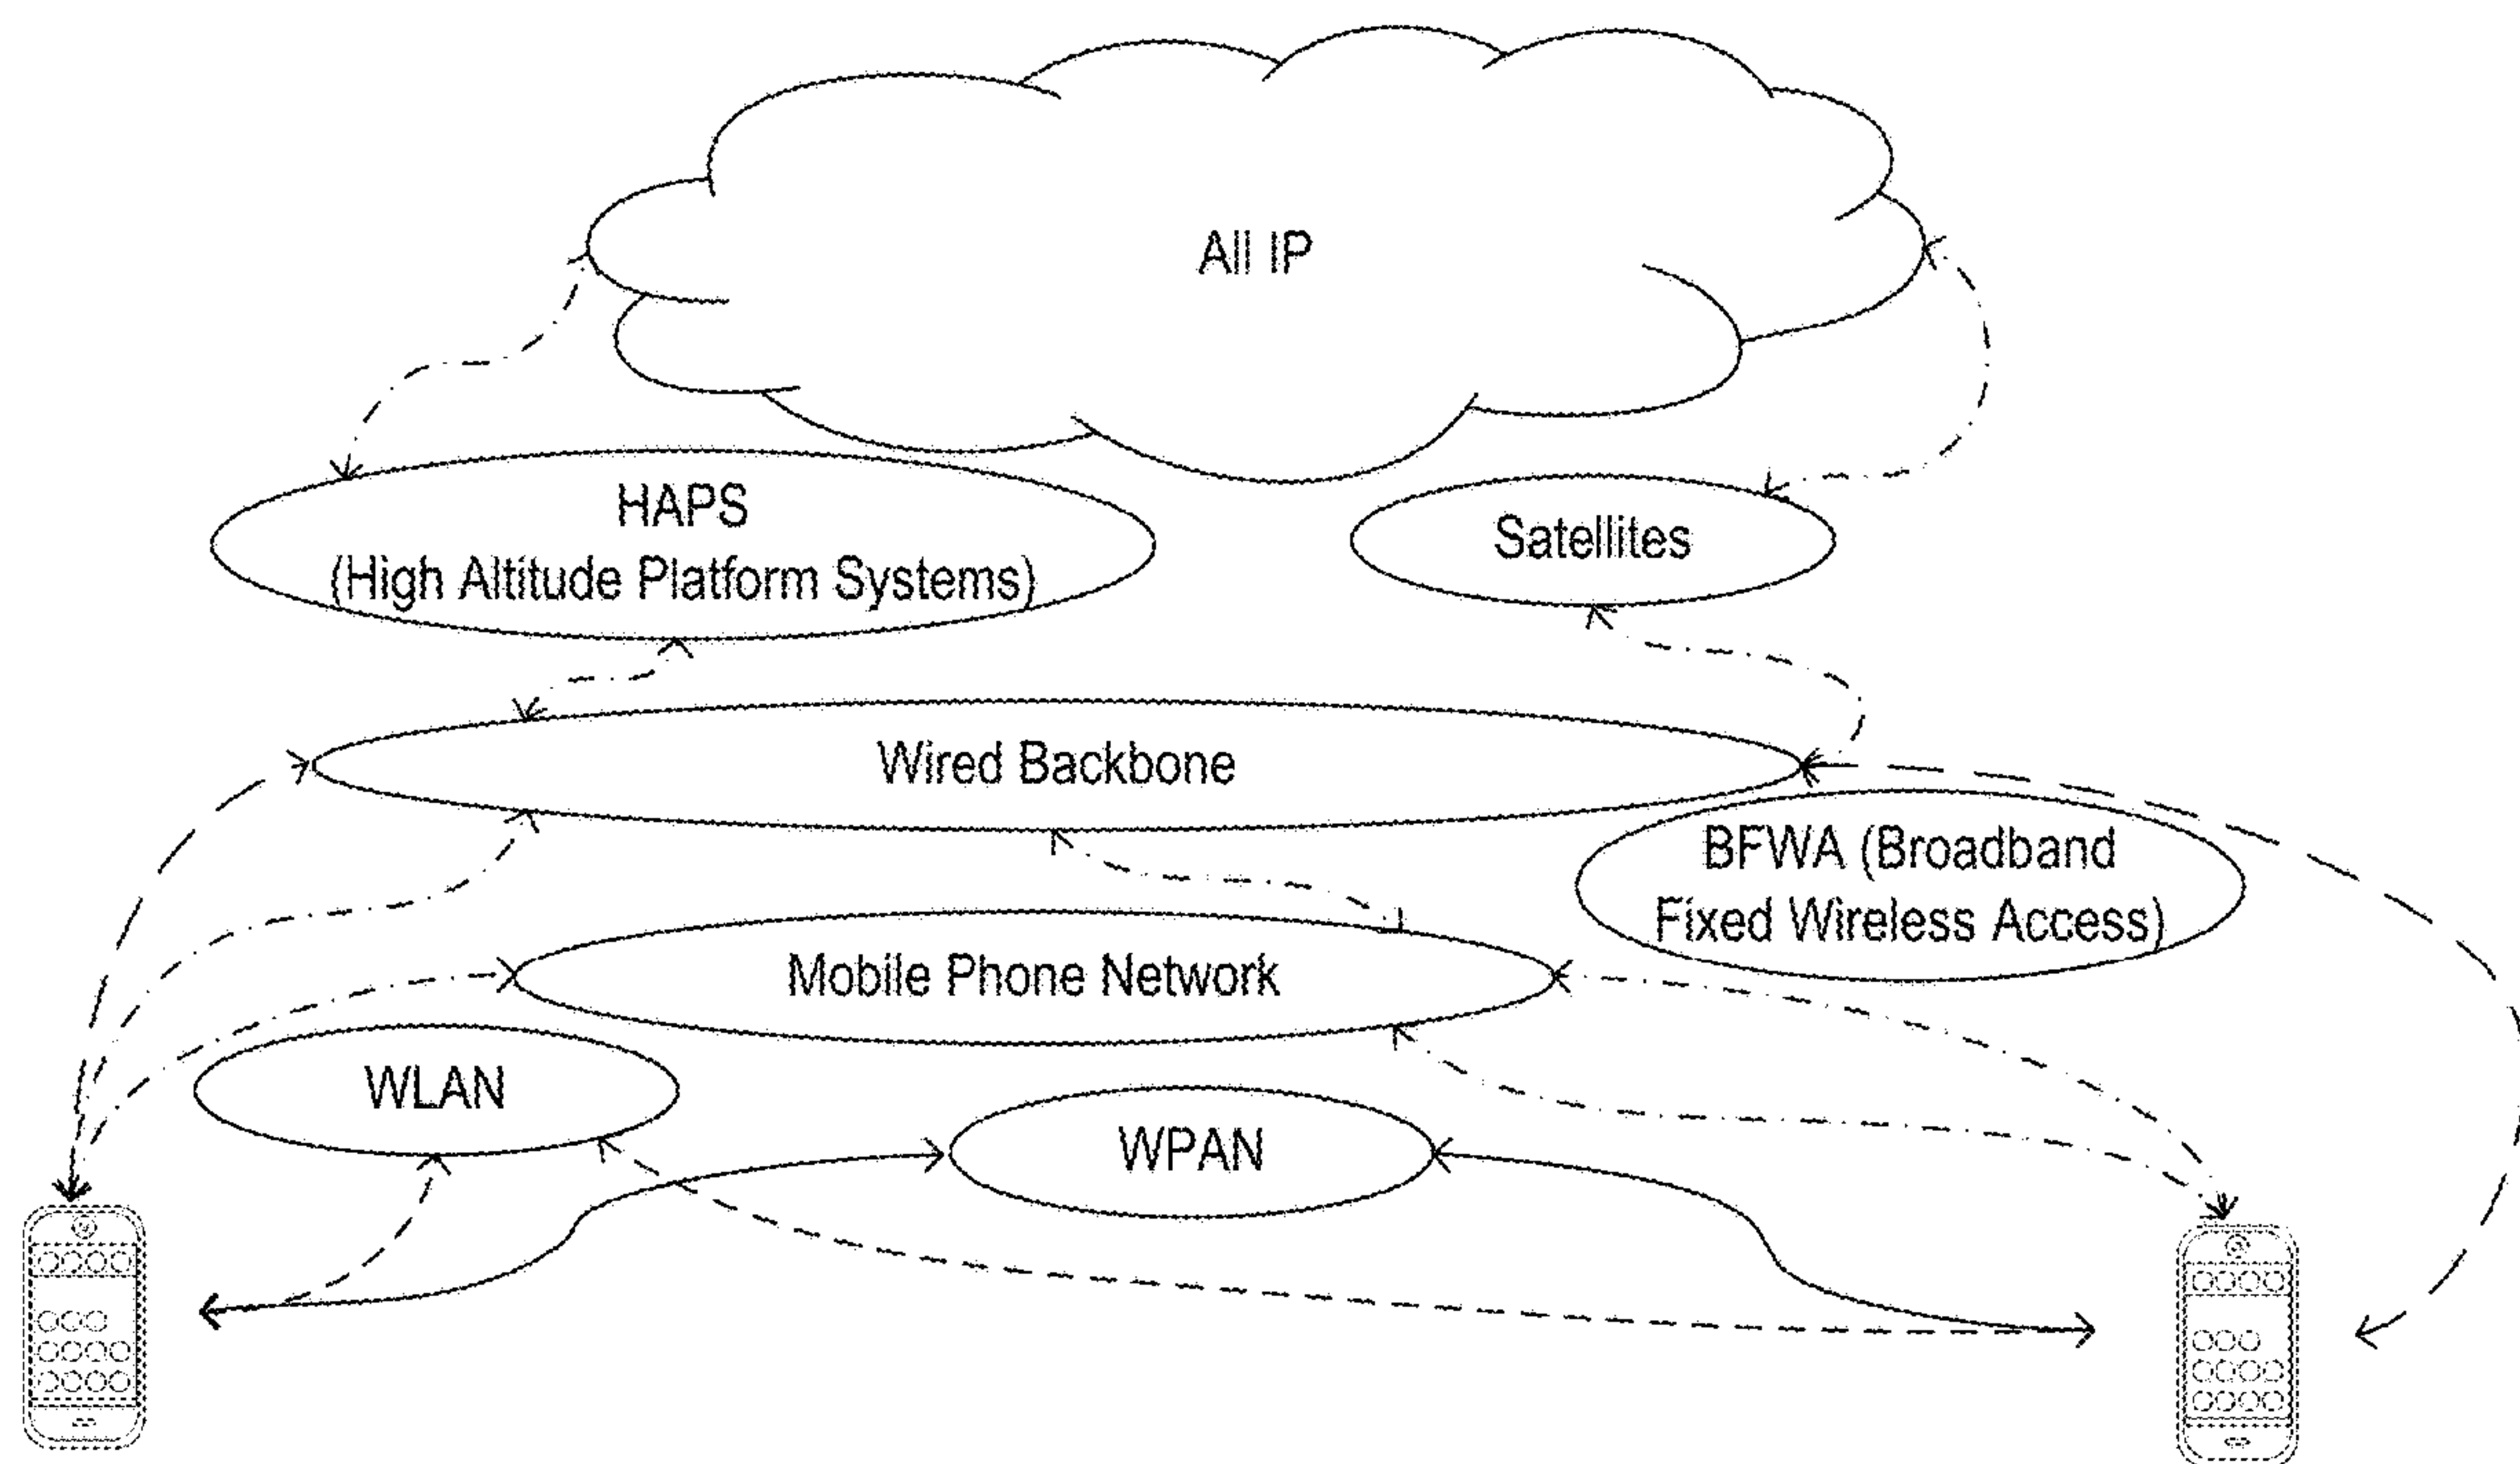 All IP
HAPS
(High Altitude Platform Systems)
Satellites
Wired Backbone
BFWA (Broadband
Fixed Wireless Access)
Mobile Phone Network
WLAN
WPAN